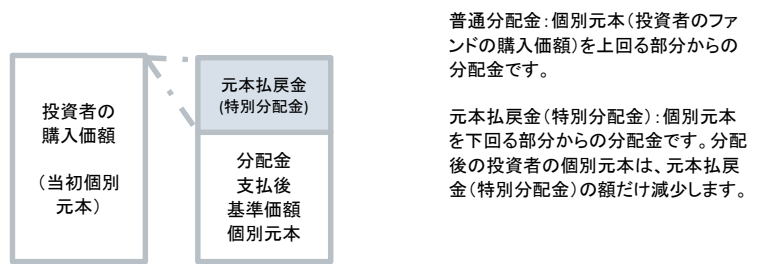 投資者の
購入価額
（当初個別
元本）
元本払戻金
(特別分配金)
分配金
支払後
基準価額
個別元本
普通分配金：個別元本（投資者のファ
ンドの購入価額）を上回る部分からの
分配金です。
元本払戻金（特別分配金）：個別元本
を下回る部分からの分配金です。分配
後の投資者の個別元本は、元本払戻
金（特別分配金）の額だけ減少します。